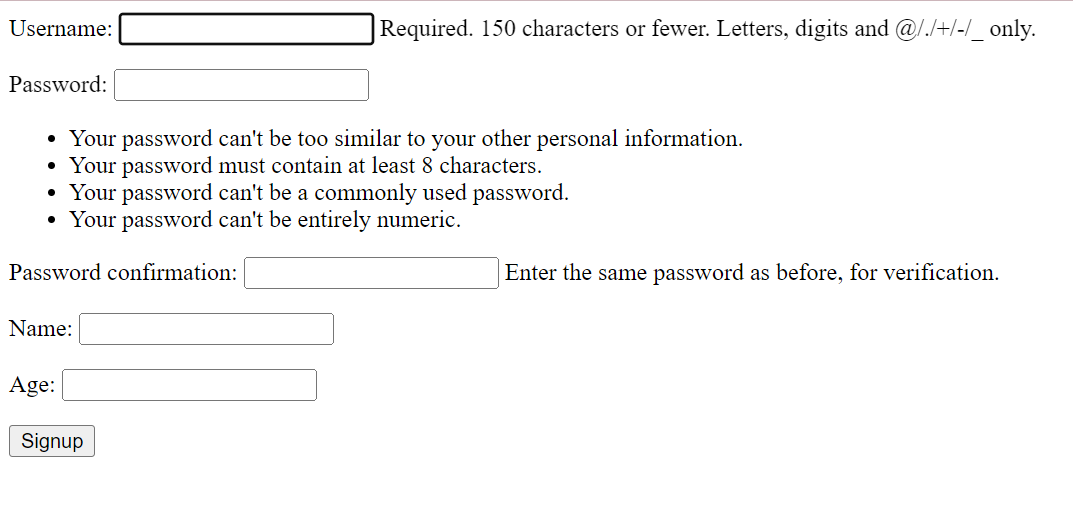 Username: Required. 150 characters or fewer. Letters, digits and @/./+/-/_ only.
Password:
• Your password can't be too similar to your other personal information.
• Your password must contain at least 8 characters.
• Your password can't be a commonly used password.
• Your password can't be entirely numeric.
Password confirmation: Enter the same password as before, for verification.
Name:
Age:
Signup